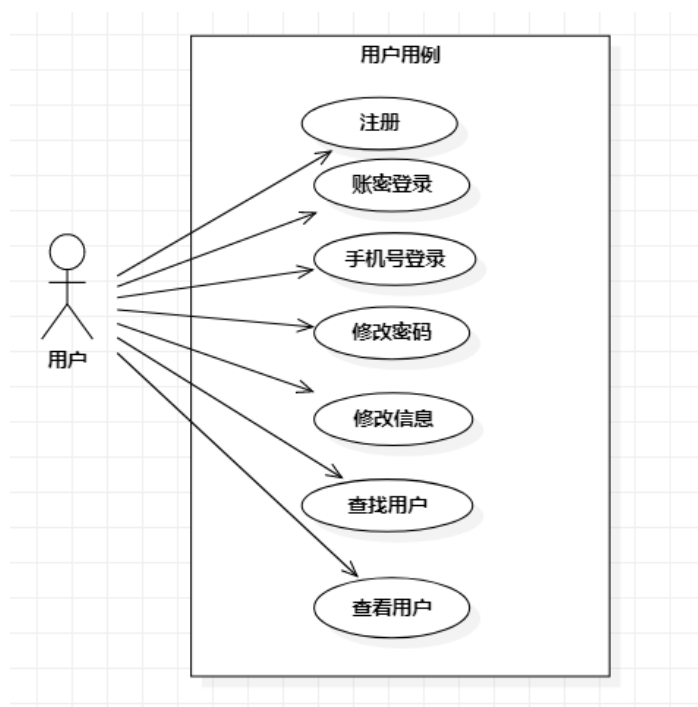 用户用例
注册
账密登录
手机号登录
修改密码
用户
修改信息
查找用户
查看用户